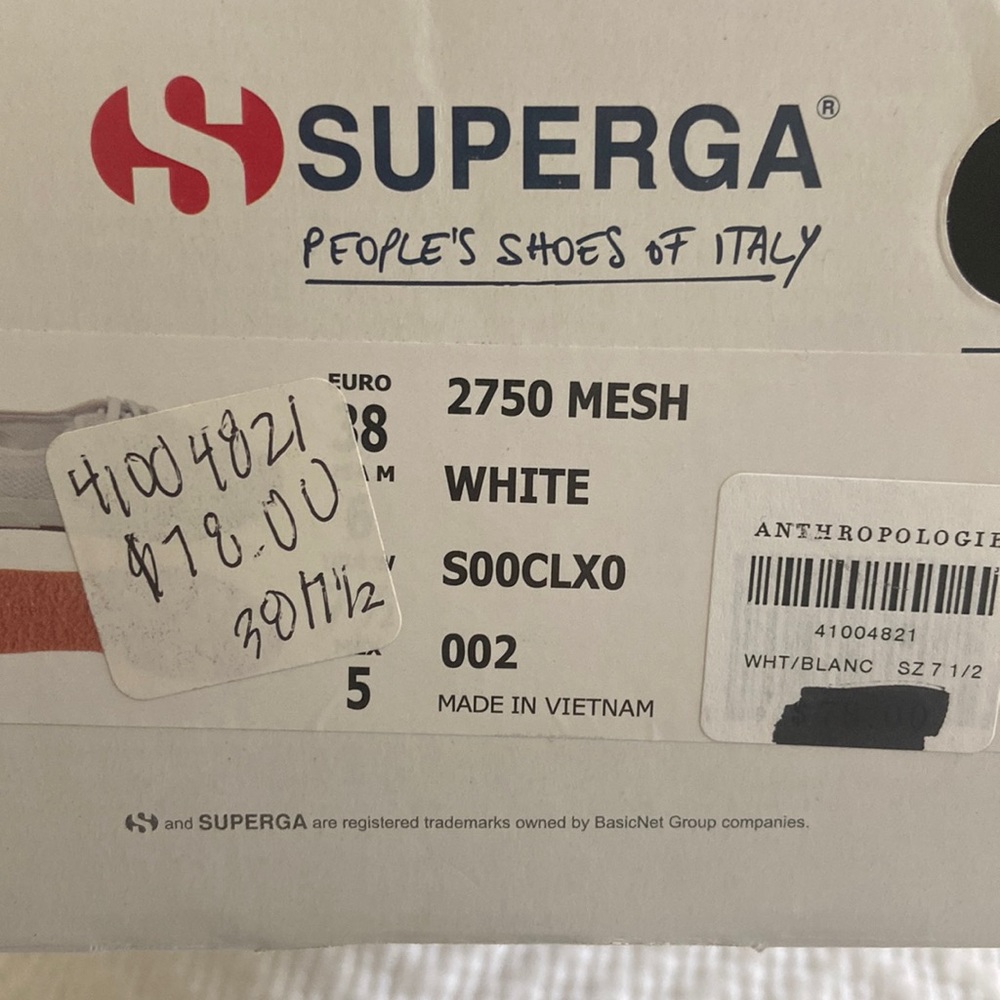 SUPERGA®
PEOPLE'S SHOES OF ITALY
EURO
38
M
2750 MESH
WHITE
S00CLX0
002
5
MADE IN VIETNAM
41004821
$78.00
38/7½
ANTHROPOLOGIE
41004821
WHT/BLANC SZ 7 1/2
and SUPERGA are registered trademarks owned by BasicNet Group companies.